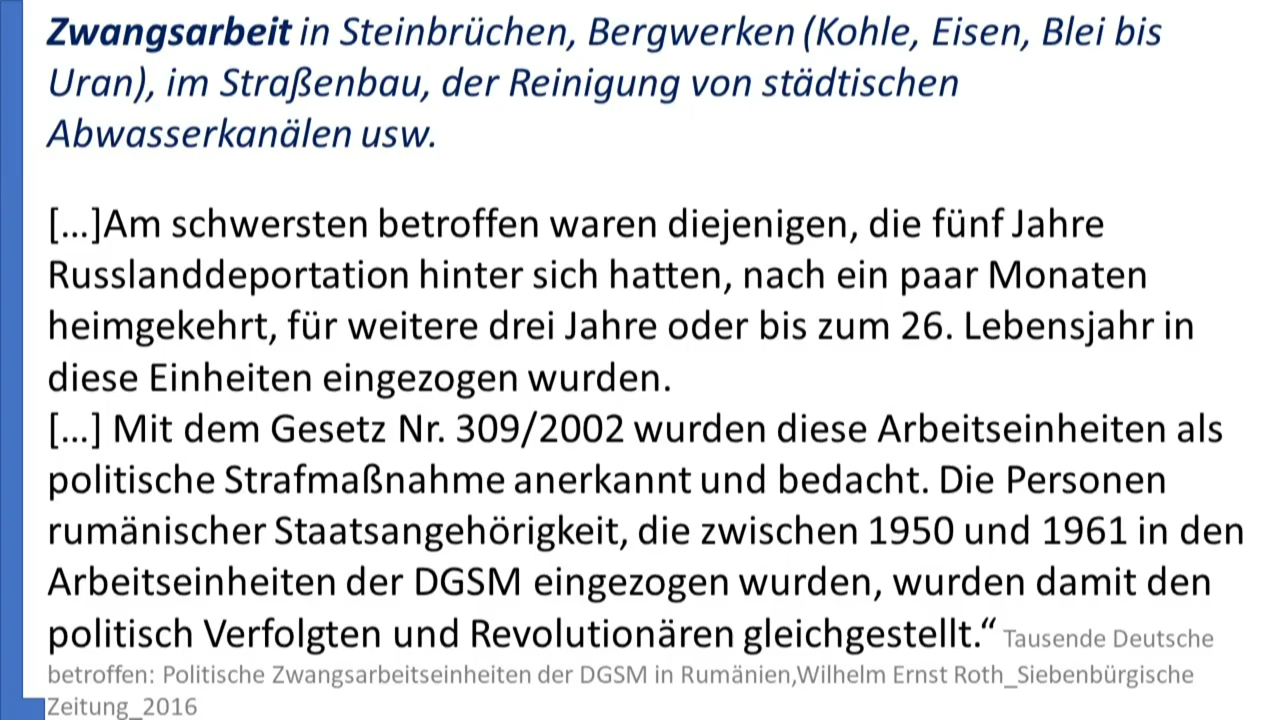 Zwangsarbeit in Steinbrüchen, Bergwerken (Kohle, Eisen, Blei bis
Uran), im Straßenbau, der Reinigung von städtischen
Abwasserkanälen usw.
[...]Am schwersten betroffen waren diejenigen, die fünf Jahre
Russlanddeportation hinter sich hatten, nach ein paar Monaten
heimgekehrt, für weitere drei Jahre oder bis zum 26. Lebensjahr in
diese Einheiten eingezogen wurden.
[...] Mit dem Gesetz Nr. 309/2002 wurden diese Arbeitseinheiten als
politische Strafmaßnahme anerkannt und bedacht. Die Personen
rumänischer Staatsangehörigkeit, die zwischen 1950 und 1961 in den
Arbeitseinheiten der DGSM eingezogen wurden, wurden damit den
politisch Verfolgten und Revolutionären gleichgestellt.“ Tausende Deutsche
betroffen: Politische Zwangsarbeitseinheiten der DGSM in Rumänien,Wilhelm Ernst Roth_Siebenbürgische
Zeitung_2016